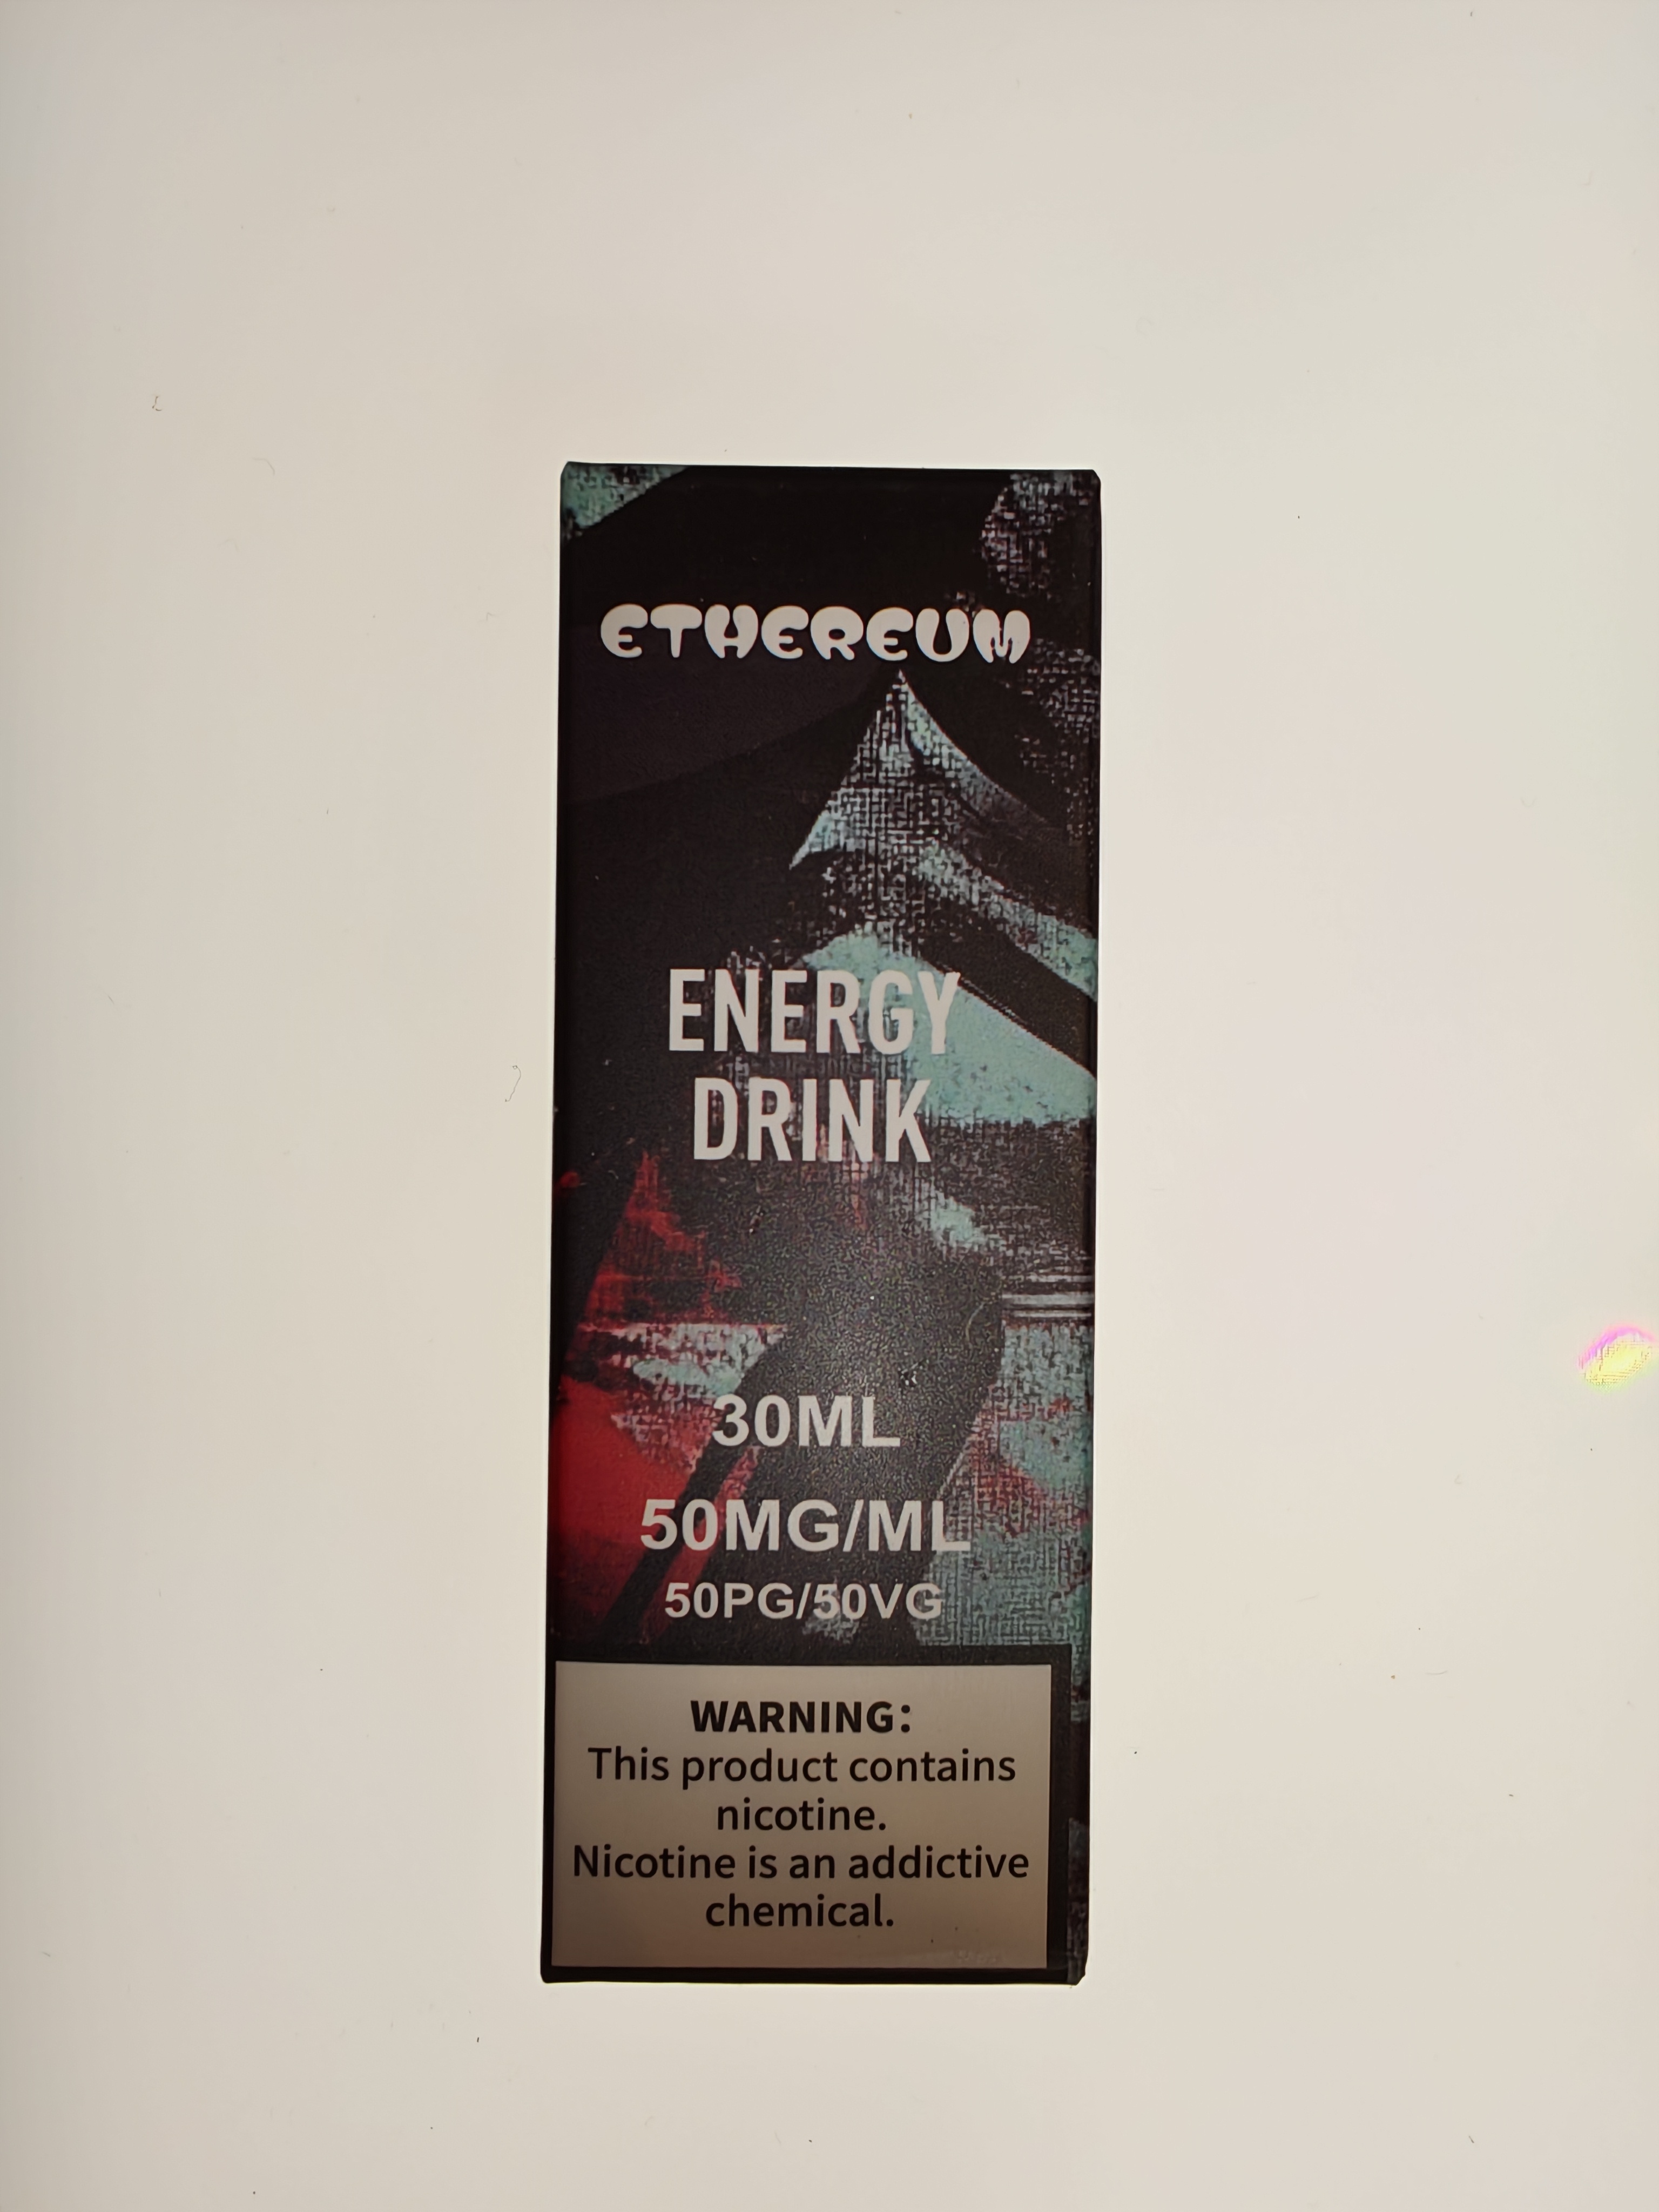 ETHEREUM
ENERGY
DRINK
30ML
50MG/ML
50PG/50VG
WARNING:
This product contains
nicotine.
Nicotine is an addictive
chemical.